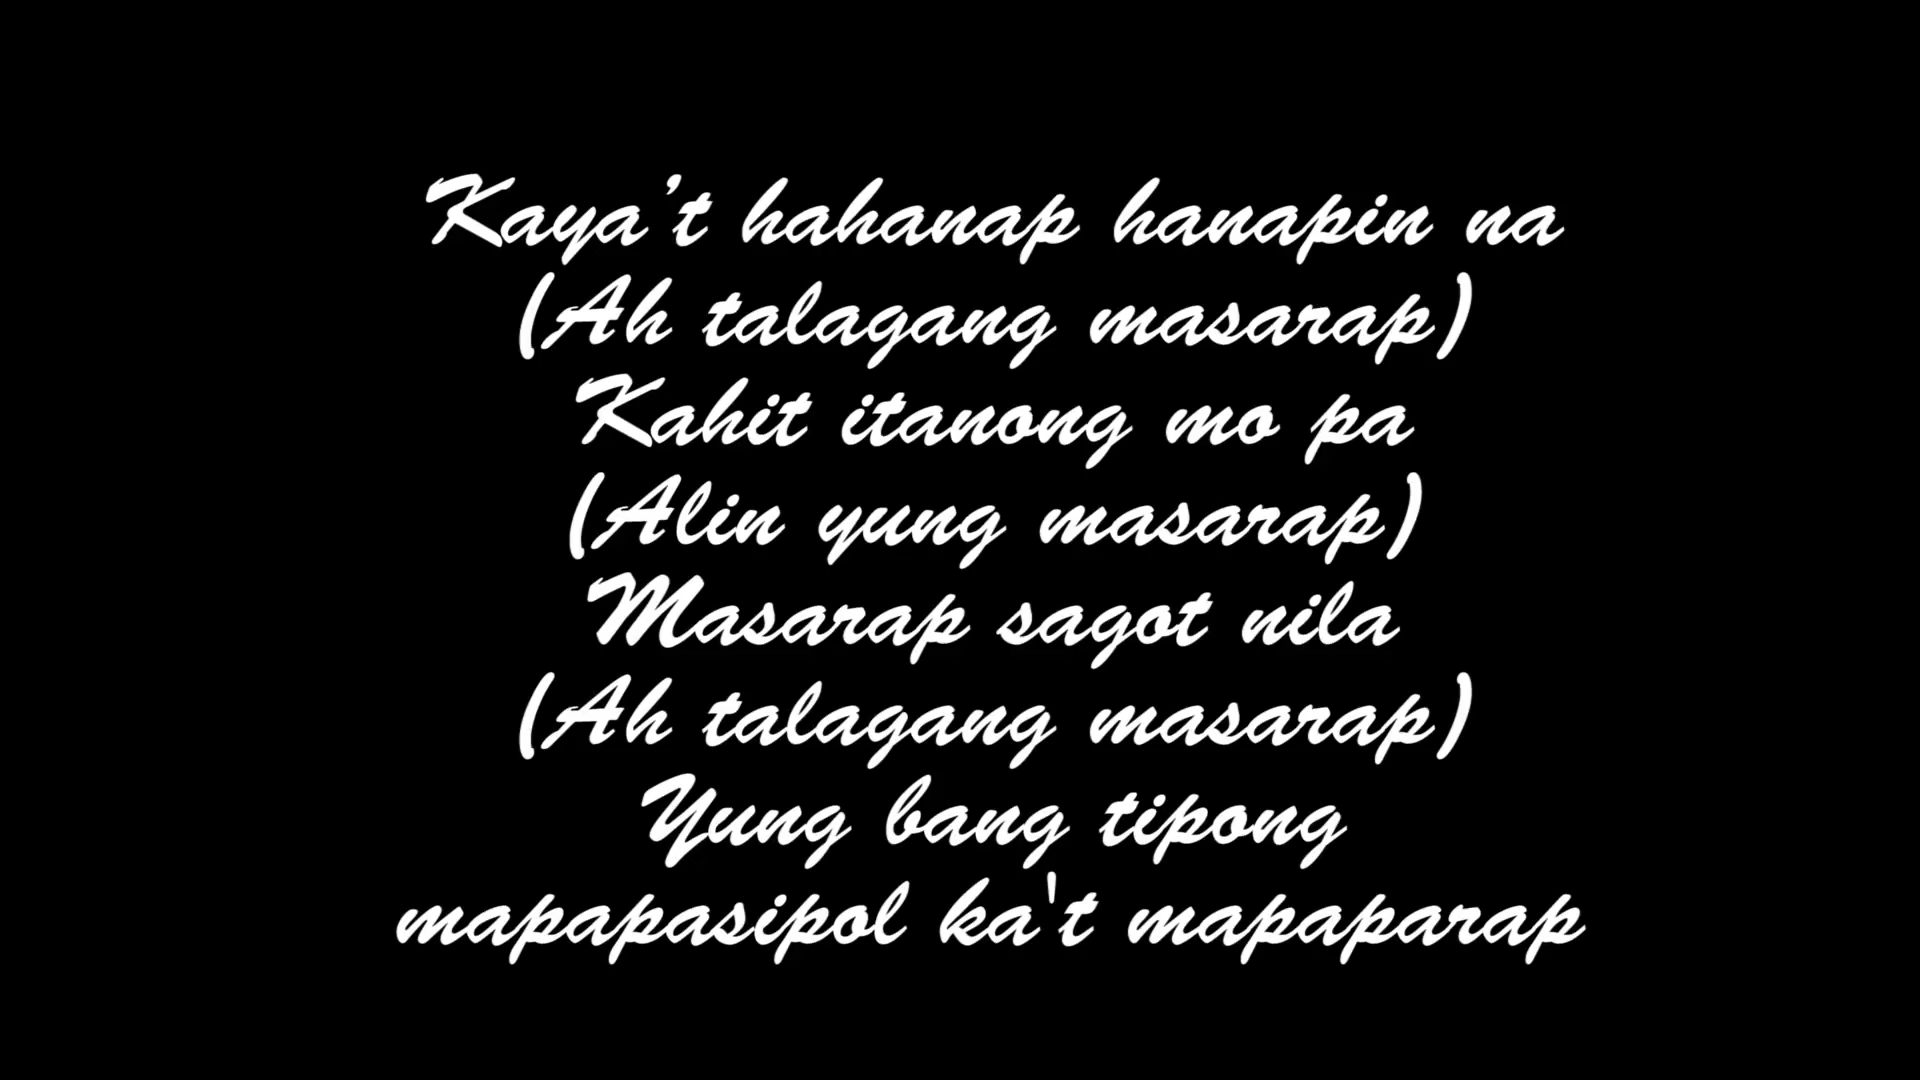 Kaya’t hahanap hanapin na
(Ah talagang masarap)
Kahit itanong mo pa
(Alin yung masarap)
Masarap sagot nila
(Ah talagang masarap)
Yung bang tipong
mapapasipol ka't mapaparap